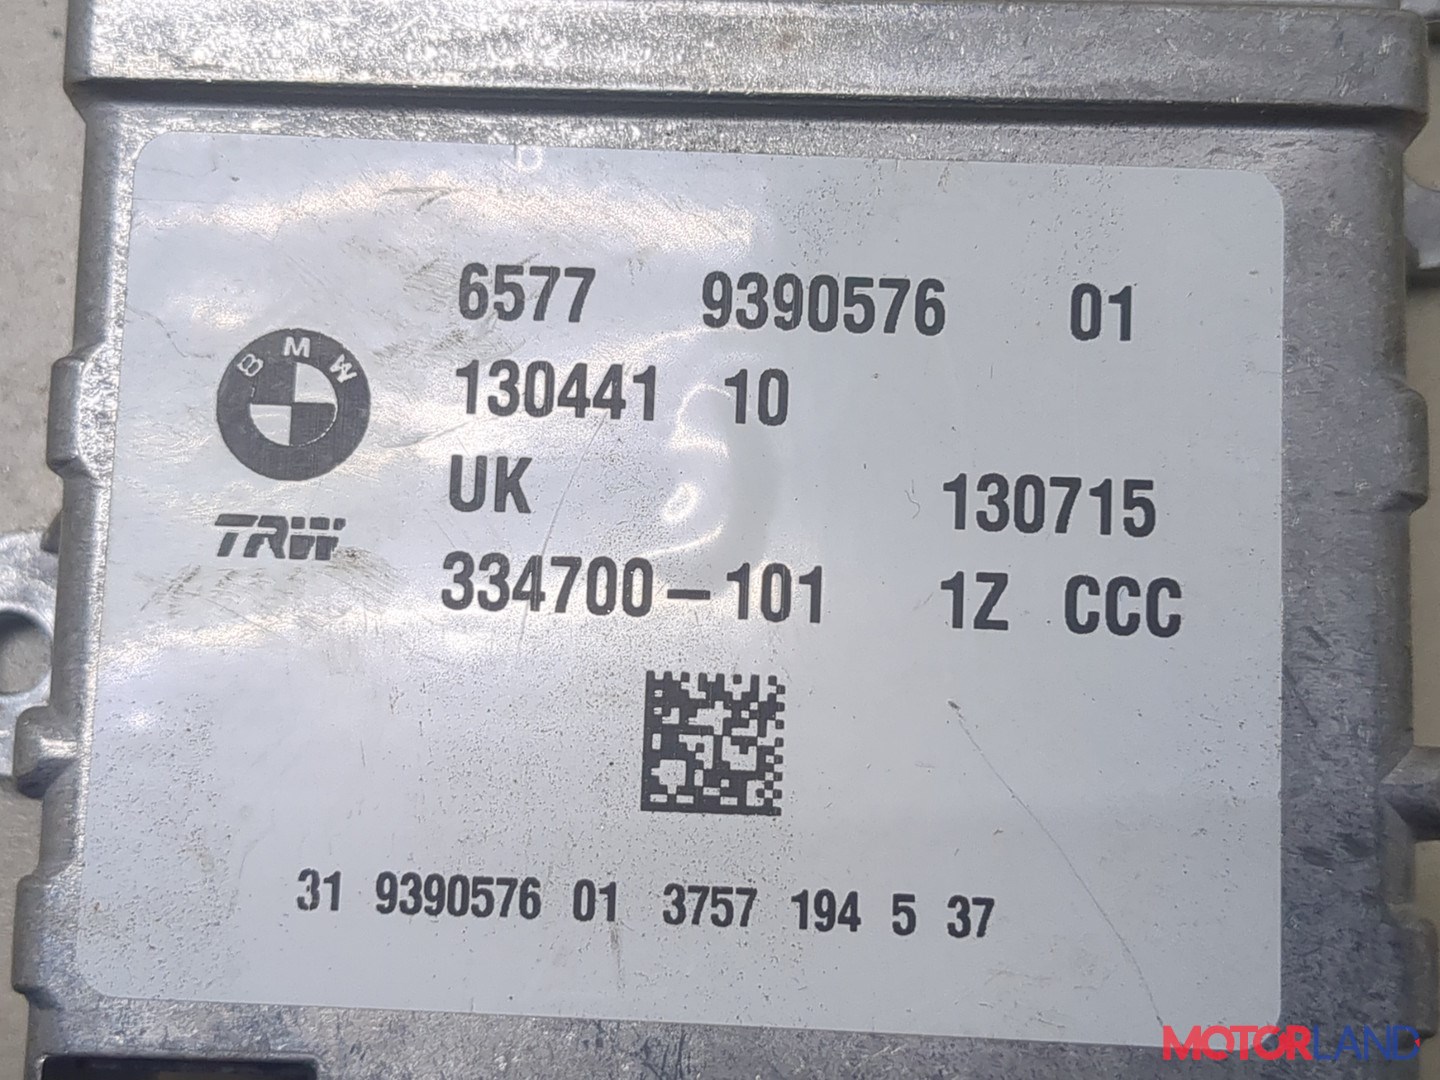 6577 9390576 01
BMW
130441 10
UK 130715
TRW
334700-101 1Z CCC
31 9390576 01 3757 194 5 37
MOTORLAND